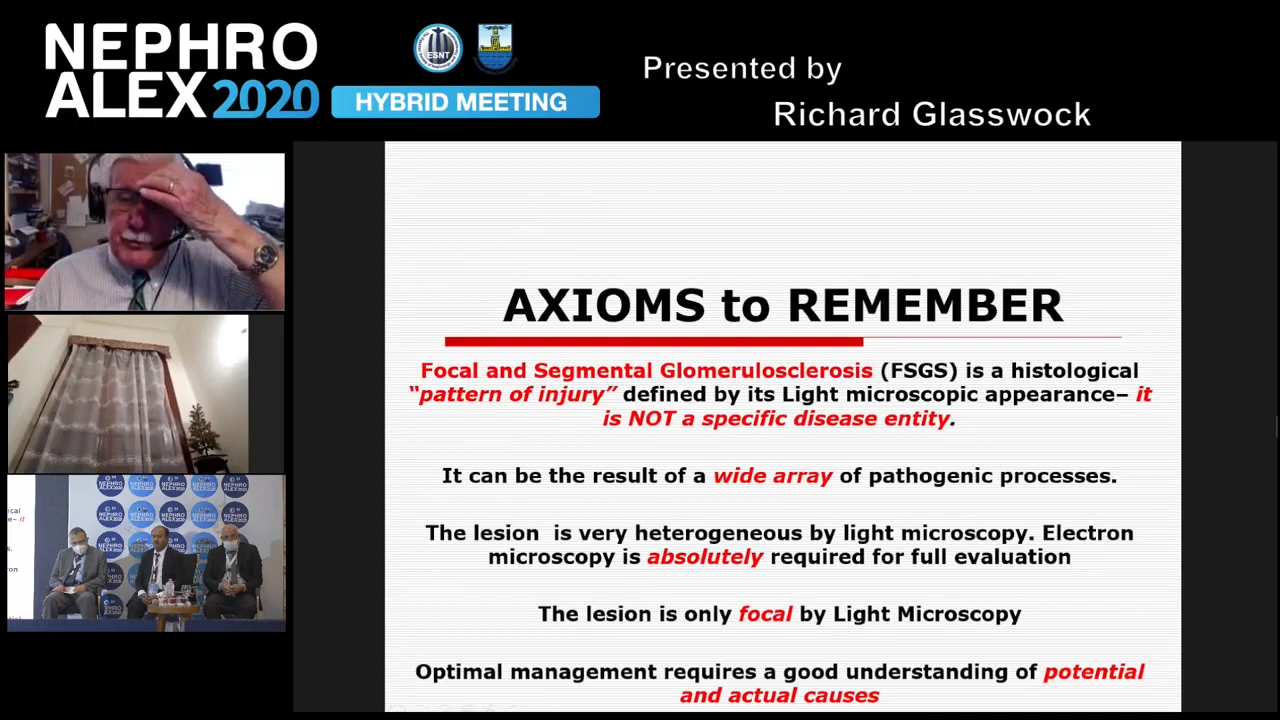 NEPHRO
ALEX2020
ESNT
HYBRID MEETING
Presented by
Richard Glasswock
AXIOMS to REMEMBER
Focal and Segmental Glomerulosclerosis (FSGS) is a histological
“pattern of injury” defined by its Light microscopic appearance– it
is NOT a specific disease entity.
It can be the result of a wide array of pathogenic processes.
The lesion is very heterogeneous by light microscopy. Electron
microscopy is absolutely required for full evaluation
The lesion is only focal by Light Microscopy
Optimal management requires a good understanding of potential
and actual causes